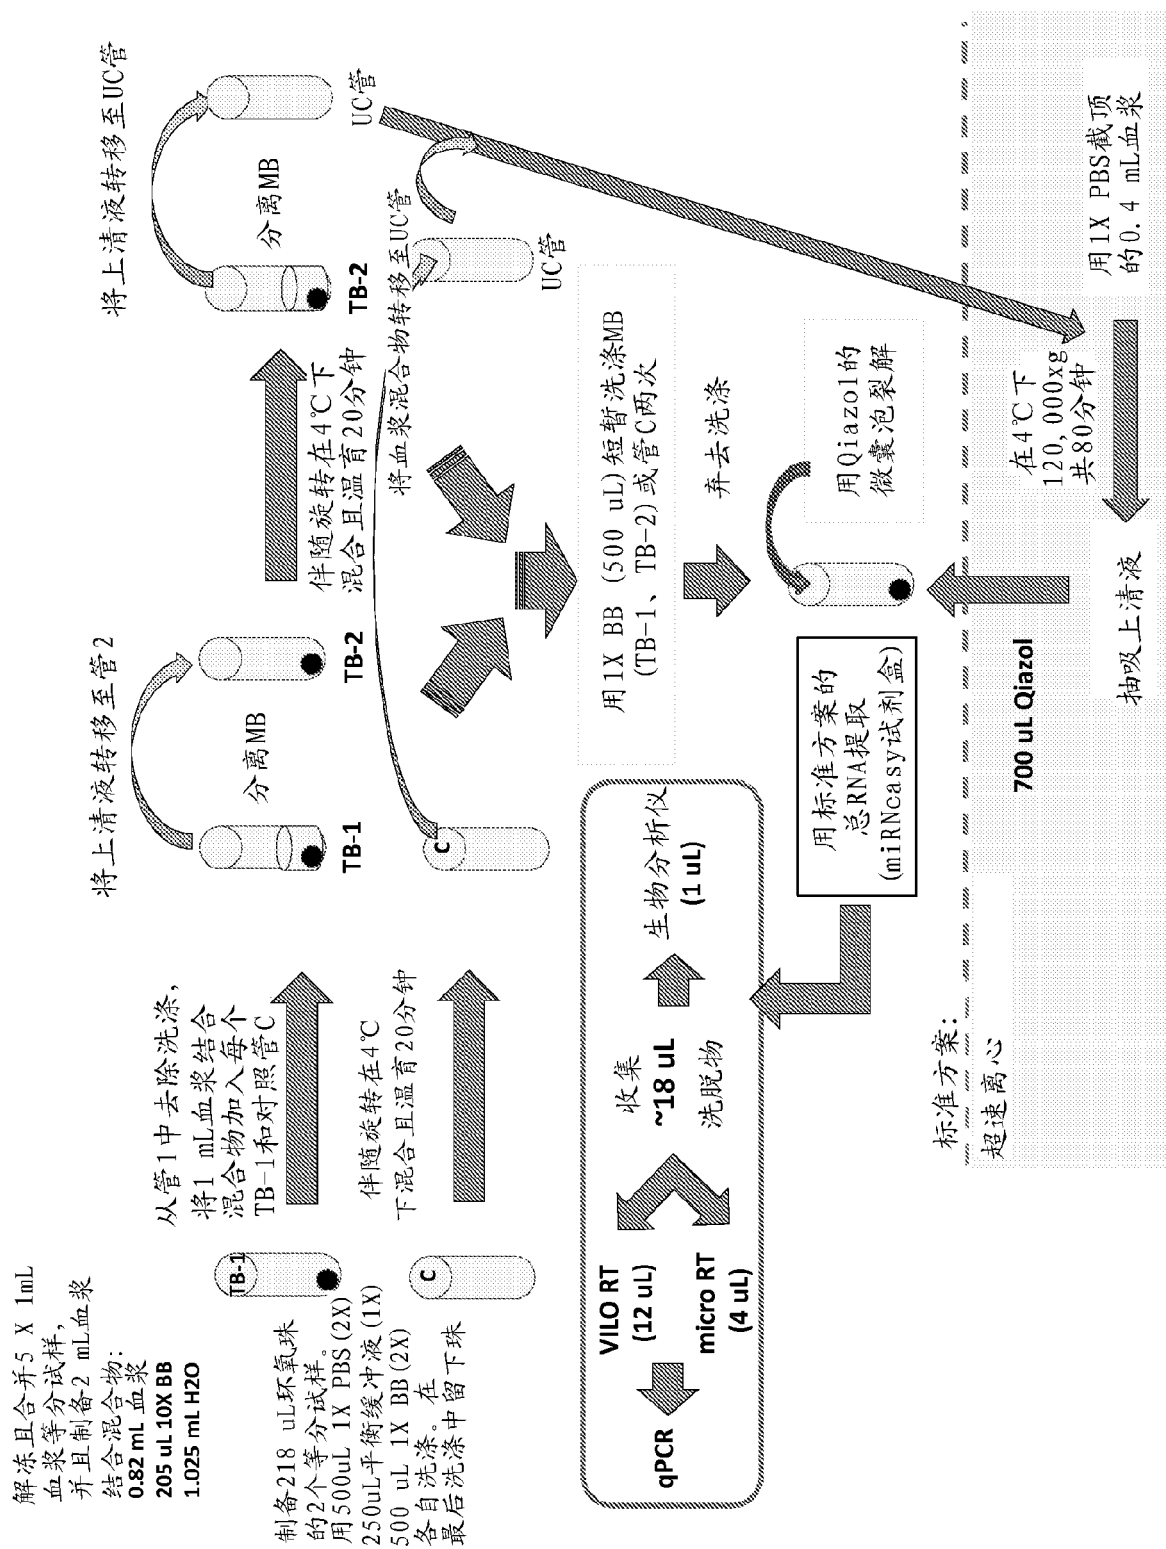 解冻且合并5 X 1mL
血浆等分试样，
并且制备2 mL血浆
结合混合物：
0.82 mL 血浆
205 uL 10X BB
1.025 mL H2O
制备218 uL环氧珠
的2个等分试样。
用500uL 1X PBS(2X)
250uL平衡缓冲液(1X)
500 uL 1X BB(2X)
各自洗涤。在
最后洗涤中留下珠
TB-1
C
从管1中去除洗涤，
将1 mL血浆结合
混合物加入每个
TB-1和对照管C
伴随旋转在4℃
下混合且温育20分钟
将上清液转移至管2
分离MB
TB-1
TB-2
C
伴随旋转在4℃下
混合且温育20分钟
将上清液转移至UC管
分离MB
TB-2
UC管
将血浆混合物转移至UC管
UC管
用1X BB (500 uL)短暂洗涤MB
(TB-1、TB-2)或管C两次
弃去洗涤
用Qiazol的
微囊泡裂解
用标准方案的
总RNA提取
(miRNcasy试剂盒)
收集
~18 uL
洗脱物
生物分析仪
(1 uL)
VILO RT
(12 uL)
micro RT
(4 uL)
qPCR
标准方案：
超速离心
用1X PBS截顶
的0.4 mL血浆
在4℃下
120,000xg
共80分钟
抽吸上清液
700 uL Qiazol